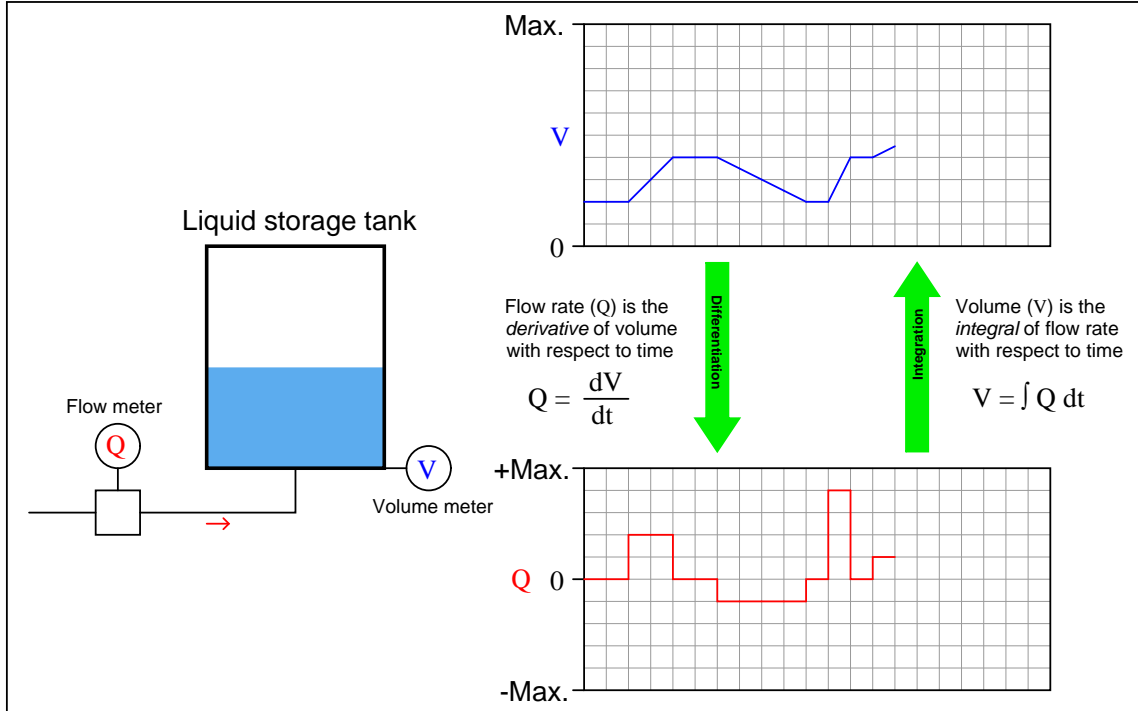 Max.
V
0
Liquid storage tank
Flow meter
Q
V
Volume meter
Flow rate (Q) is the
derivative of volume
with respect to time
Q = dV
dt
Differentiation
Integration
Volume (V) is the
integral of flow rate
with respect to time
V = ∫ Q dt
+Max.
Q 0
-Max.